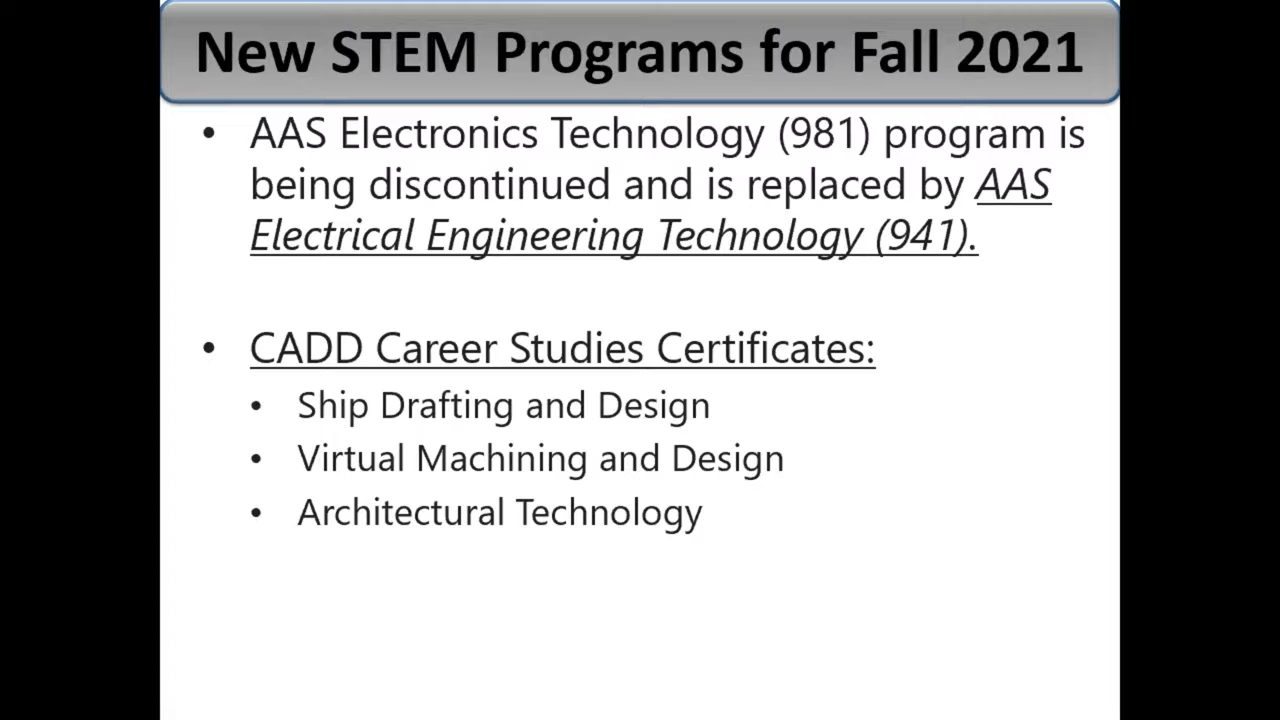 New STEM Programs for Fall 2021
• AAS Electronics Technology (981) program is
being discontinued and is replaced by AAS
Electrical Engineering Technology (941).
• CADD Career Studies Certificates:
• Ship Drafting and Design
• Virtual Machining and Design
• Architectural Technology